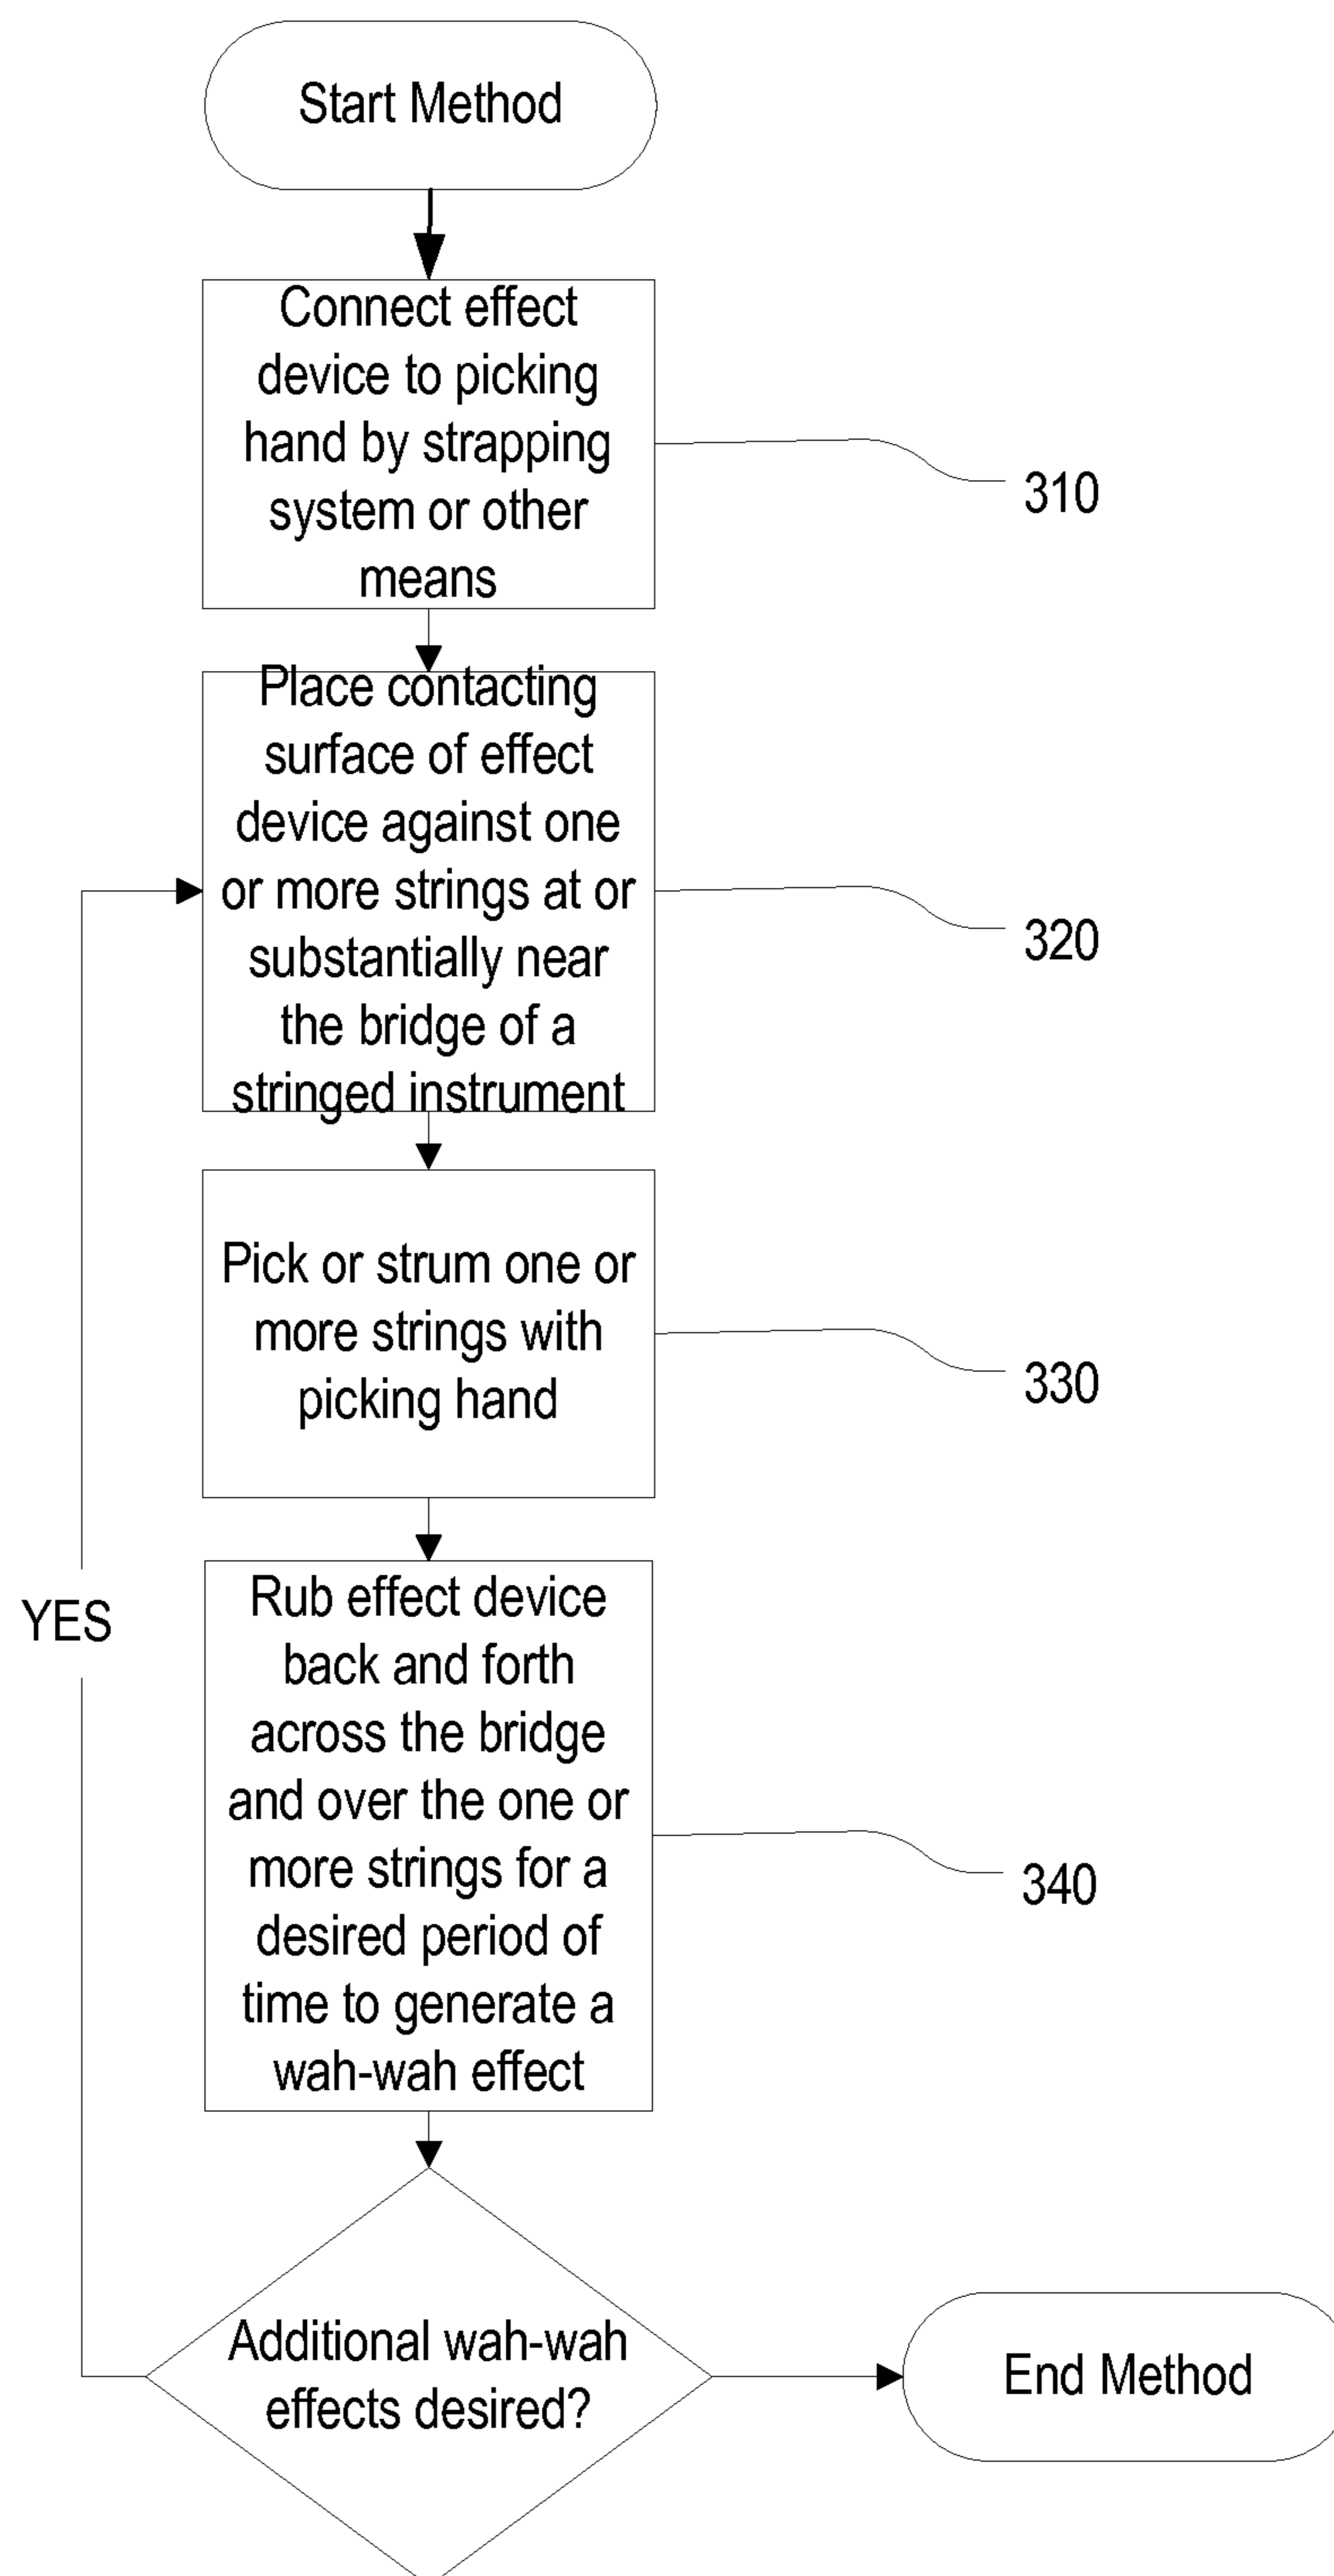 Start Method
Connect effect
device to picking
hand by strapping
system or other
means
310
Place contacting
surface of effect
device against one
or more strings at or
substantially near
the bridge of a
stringed instrument
320
Pick or strum one or
more strings with
picking hand
330
Rub effect device
back and forth
across the bridge
and over the one or
more strings for a
desired period of
time to generate a
wah-wah effect
340
YES
Additional wah-wah
effects desired?
End Method